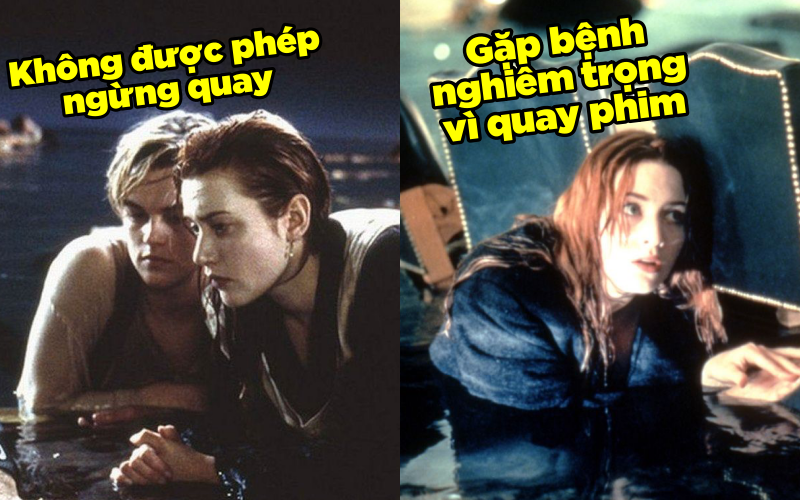 Không được phép
ngừng quay
Gặp bệnh
nghiêm trọng
vì quay phim